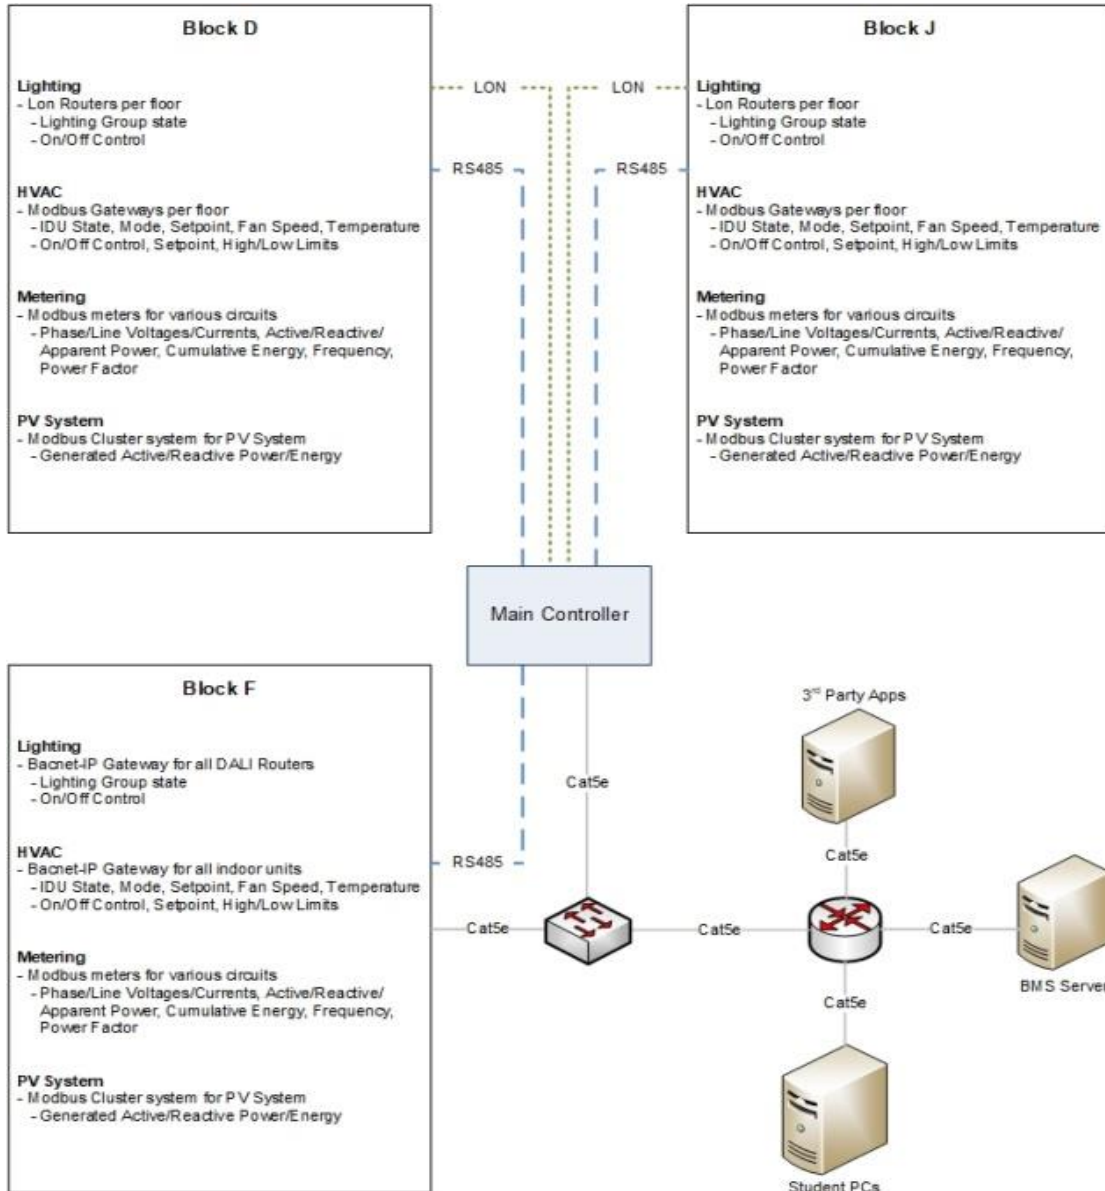 Block D
Lighting
- Lon Routers per floor
- Lighting Group state
- On/Off Control
HVAC
- Modbus Gateways per floor
- IDU State, Mode, Setpoint, Fan Speed, Temperature
- On/Off Control, Setpoint, High/Low Limits
Metering
- Modbus meters for various circuits
- Phase/Line Voltages/Currents, Active/Reactive/
Apparent Power, Cumulative Energy, Frequency,
Power Factor
PV System
- Modbus Cluster system for PV System
- Generated Active/Reactive Power/Energy
LON
LON
RS485
RS485
Block J
Lighting
- Lon Routers per floor
- Lighting Group state
- On/Off Control
HVAC
- Modbus Gateways per floor
- IDU State, Mode, Setpoint, Fan Speed, Temperature
- On/Off Control, Setpoint, High/Low Limits
Metering
- Modbus meters for various circuits
- Phase/Line Voltages/Currents, Active/Reactive/
Apparent Power, Cumulative Energy, Frequency,
Power Factor
PV System
- Modbus Cluster system for PV System
- Generated Active/Reactive Power/Energy
Main Controller
Block F
Lighting
- Bacnet-IP Gateway for all DALI Routers
- Lighting Group state
- On/Off Control
HVAC
- Bacnet-IP Gateway for all indoor units
- IDU State, Mode, Setpoint, Fan Speed, Temperature
- On/Off Control, Setpoint, High/Low Limits
Metering
- Modbus meters for various circuits
- Phase/Line Voltages/Currents, Active/Reactive/
Apparent Power, Cumulative Energy, Frequency,
Power Factor
PV System
- Modbus Cluster system for PV System
- Generated Active/Reactive Power/Energy
RS485
Cat5e
Cat5e
Cat5e
3rd Party Apps
Cat5e
Cat5e
BMS Server
Cat5e
Student PCs